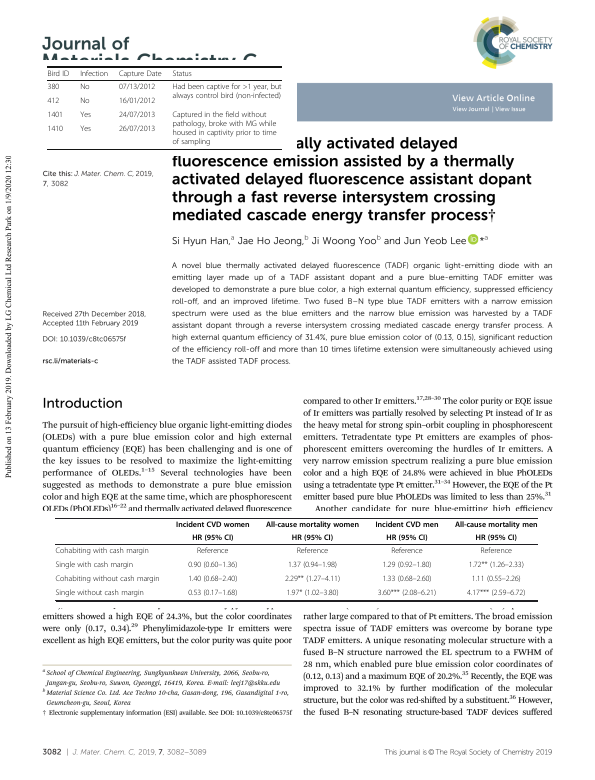 Journal of
Materials Chemistry C
ROYAL SOCIETY
OF CHEMISTRY
View Article Online
View Journal | View Issue
Bird ID Infection Capture Date Status
380 No 07/13/2012 Had been captive for >1 year, but
always control bird (non-infected)
412 No 16/01/2012
1401 Yes 24/07/2013 Captured in the field without
pathology, broke with MG while
1410 Yes 26/07/2013 housed in captivity prior to time
of sampling
ally activated delayed
fluorescence emission assisted by a thermally
activated delayed fluorescence assistant dopant
through a fast reverse intersystem crossing
mediated cascade energy transfer process†
Cite this: J. Mater. Chem. C, 2019,
7, 3082
Si Hyun Han,a Jae Ho Jeong,b Ji Woong Yoob and Jun Yeob Lee iD *a
A novel blue thermally activated delayed fluorescence (TADF) organic light-emitting diode with an
emitting layer made up of a TADF assistant dopant and a pure blue-emitting TADF emitter was
developed to demonstrate a pure blue color, a high external quantum efficiency, suppressed efficiency
roll-off, and an improved lifetime. Two fused B–N type blue TADF emitters with a narrow emission
spectrum were used as the blue emitters and the narrow blue emission was harvested by a TADF
assistant dopant through a reverse intersystem crossing mediated cascade energy transfer process. A
high external quantum efficiency of 31.4%, pure blue emission color of (0.13, 0.15), significant reduction
of the efficiency roll-off and more than 10 times lifetime extension were simultaneously achieved using
the TADF assisted TADF process.
Received 27th December 2018,
Accepted 11th February 2019
DOI: 10.1039/c8tc06575f
rsc.li/materials-c
Introduction
The pursuit of high-efficiency blue organic light-emitting diodes
(OLEDs) with a pure blue emission color and high external
quantum efficiency (EQE) has been challenging and is one of
the key issues to be resolved to maximize the light-emitting
performance of OLEDs.1–15 Several technologies have been
suggested as methods to demonstrate a pure blue emission
color and high EQE at the same time, which are phosphorescent
OLEDs (PhOLEDs)16–22 and thermally activated delayed fluorescence
compared to other Ir emitters.17,28–30 The color purity or EQE issue
of Ir emitters was partially resolved by selecting Pt instead of Ir as
the heavy metal for strong spin–orbit coupling in phosphorescent
emitters. Tetradentate type Pt emitters are examples of phos-
phorescent emitters overcoming the hurdles of Ir emitters. A
very narrow emission spectrum realizing a pure blue emission
color and a high EQE of 24.8% were achieved in blue PhOLEDs
using a tetradentate type Pt emitter.31–34 However, the EQE of the Pt
emitter based pure blue PhOLEDs was limited to less than 25%.31
Another candidate for pure blue-emitting high efficiency
Incident CVD women All-cause mortality women Incident CVD men All-cause mortality men
HR (95% CI) HR (95% CI) HR (95% CI) HR (95% CI)
Cohabiting with cash margin Reference Reference Reference Reference
Single with cash margin 0.90 (0.60–1.36) 1.37 (0.94–1.98) 1.29 (0.92–1.80) 1.72** (1.26–2.33)
Cohabiting without cash margin 1.40 (0.68–2.40) 2.29** (1.27–4.11) 1.33 (0.68–2.60) 1.11 (0.55–2.26)
Single without cash margin 0.53 (0.17–1.68) 1.97* (1.02–3.80) 3.60*** (2.08–6.21) 4.17*** (2.59–6.72)
emitters showed a high EQE of 24.3%, but the color coordinates
were only (0.17, 0.34).29 Phenylimidazole-type Ir emitters were
excellent as high EQE emitters, but the color purity was quite poor
rather large compared to that of Pt emitters. The broad emission
spectra issue of TADF emitters was overcome by borane type
TADF emitters. A unique resonating molecular structure with a
fused B–N structure narrowed the EL spectrum to a FWHM of
28 nm, which enabled pure blue emission color coordinates of
(0.12, 0.13) and a maximum EQE of 20.2%.35 Recently, the EQE was
improved to 32.1% by further modification of the molecular
structure, but the color was red-shifted by a substituent.36 However,
the fused B–N resonating structure-based TADF devices suffered
a School of Chemical Engineering, Sungkyunkwan University, 2066, Seobu-ro,
Jangan-gu, Seobu-ro, Suwon, Gyeonggi, 16419, Korea. E-mail: leej17@skku.edu
b Material Science Co. Ltd. Ace Techno 10-cha, Gasan-dong, 196, Gasandigital 1-ro,
Geumcheon-gu, Seoul, Korea
† Electronic supplementary information (ESI) available. See DOI: 10.1039/c8tc06575f
3082 | J. Mater. Chem. C, 2019, 7, 3082–3089
This journal is © The Royal Society of Chemistry 2019
Published on 13 February 2019. Downloaded by LG Chemical Ltd Research Park on 1/9/2020 12:30